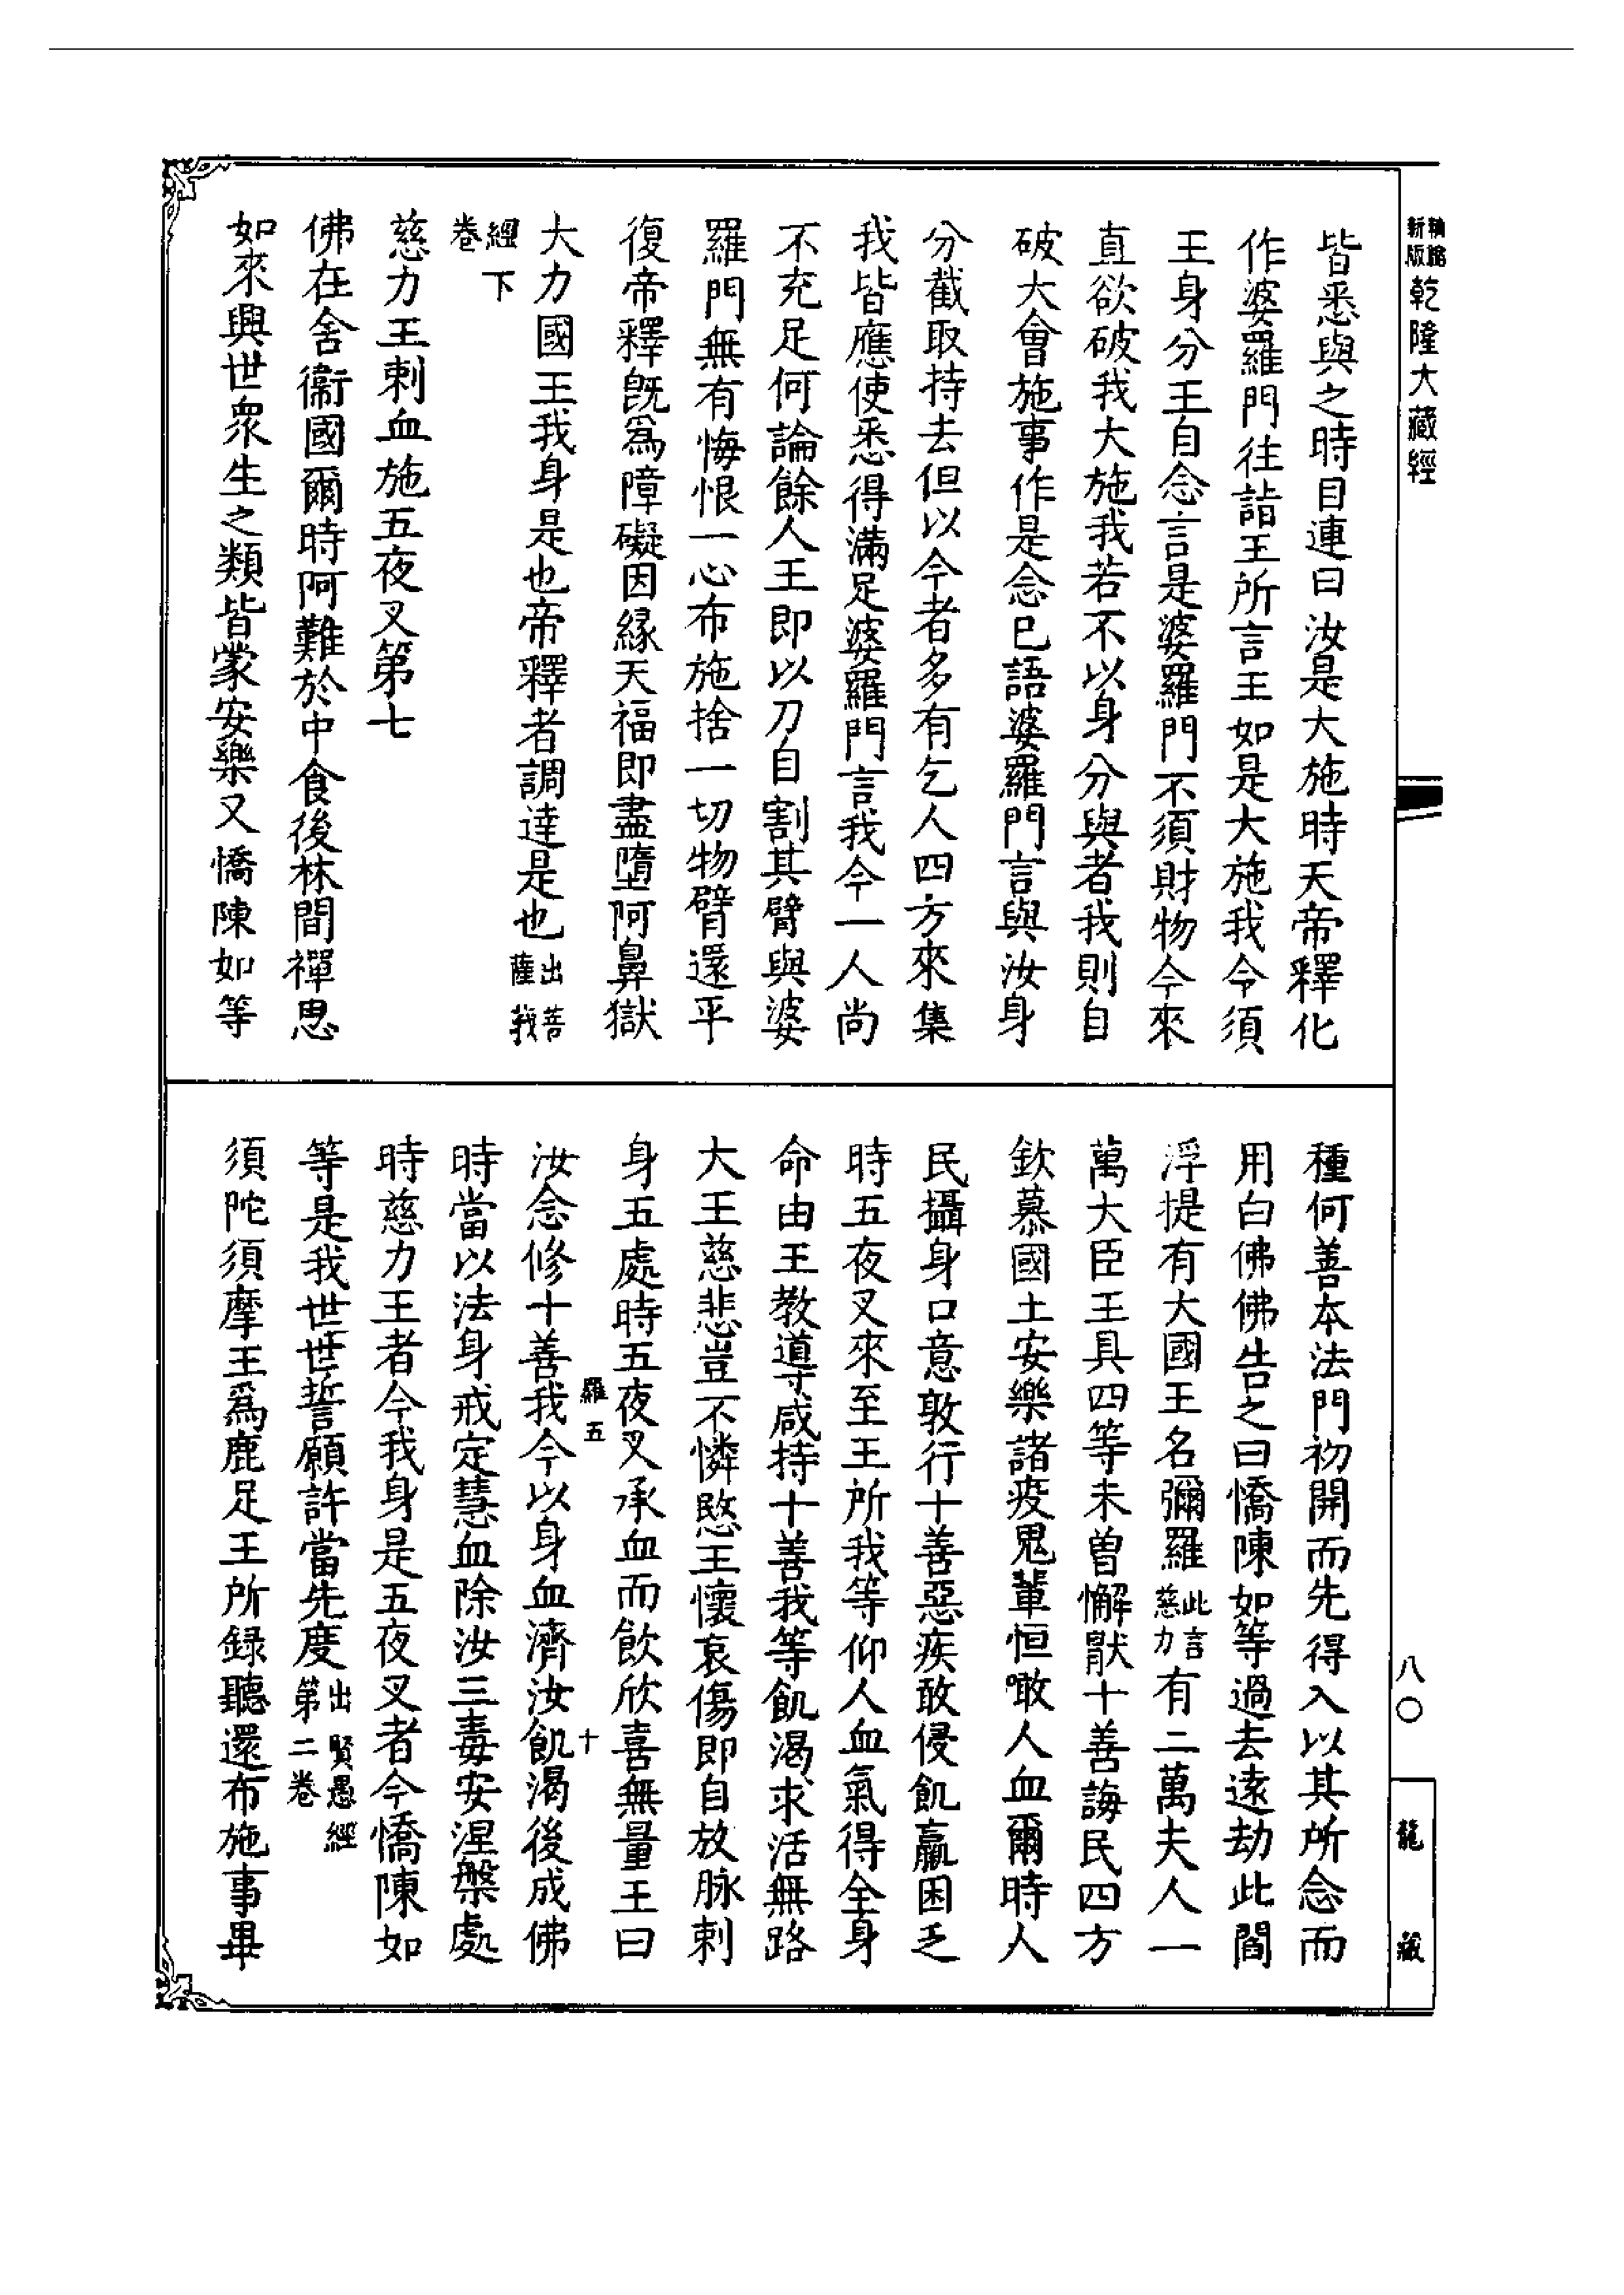 新版
乾隆大藏經
皆悉與之時目連曰汝是大施時天帝釋化
作婆羅門往詣王所言王如是大施我今須
王身分王自念言是婆羅門不須財物今來
直欲破我大施我若不以身分與者我則自
破大會施事作是念已語婆羅門言與汝身
分截取持去但以今者多有乞人四方來集
我皆應使悉得滿足婆羅門言我今一人尚
不充足何論餘人王即以刀自割其臂與婆
羅門無有悔恨一心布施捨一切物臂還平
復帝釋旣爲障礙因緣天福即盡墮阿鼻獄
大力國王我身是也帝釋者調達是也出菩薩我
經下卷
慈力王刺血施五夜叉第七
佛在舍衞國爾時阿難於中食後林間禪思
如來興世眾生之類皆蒙安樂又憍陳如等
種何善本法門初開而先得入以其所念而
用白佛佛告之曰憍陳如等過去遠劫此閻
浮提有大國王名彌羅此言慈力有二萬夫人一
萬大臣王具四等未曾懈猒十善誨民四方
欽慕國土安樂諸疫鬼輩恒噉人血爾時人
民攝身口意敦行十善惡疾敢侵飢羸困乏
時五夜叉來至王所我等仰人血氣得全身
命由王教導咸持十善我等飢渴求活無路
大王慈悲豈不憐愍王懷哀傷即自放脉刺
身五處時五夜叉承血而飲欣喜無量王曰
羅五
十
汝念修十善我今以身血濟汝飢渴後成佛
時當以法身戒定慧血除汝三毒安涅槃處
時慈力王者今我身是五夜叉者今憍陳如
等是我世世誓願許當先度出賢愚經第二卷
須陀須摩王爲鹿足王所録聽還布施事畢
八〇
龍藏